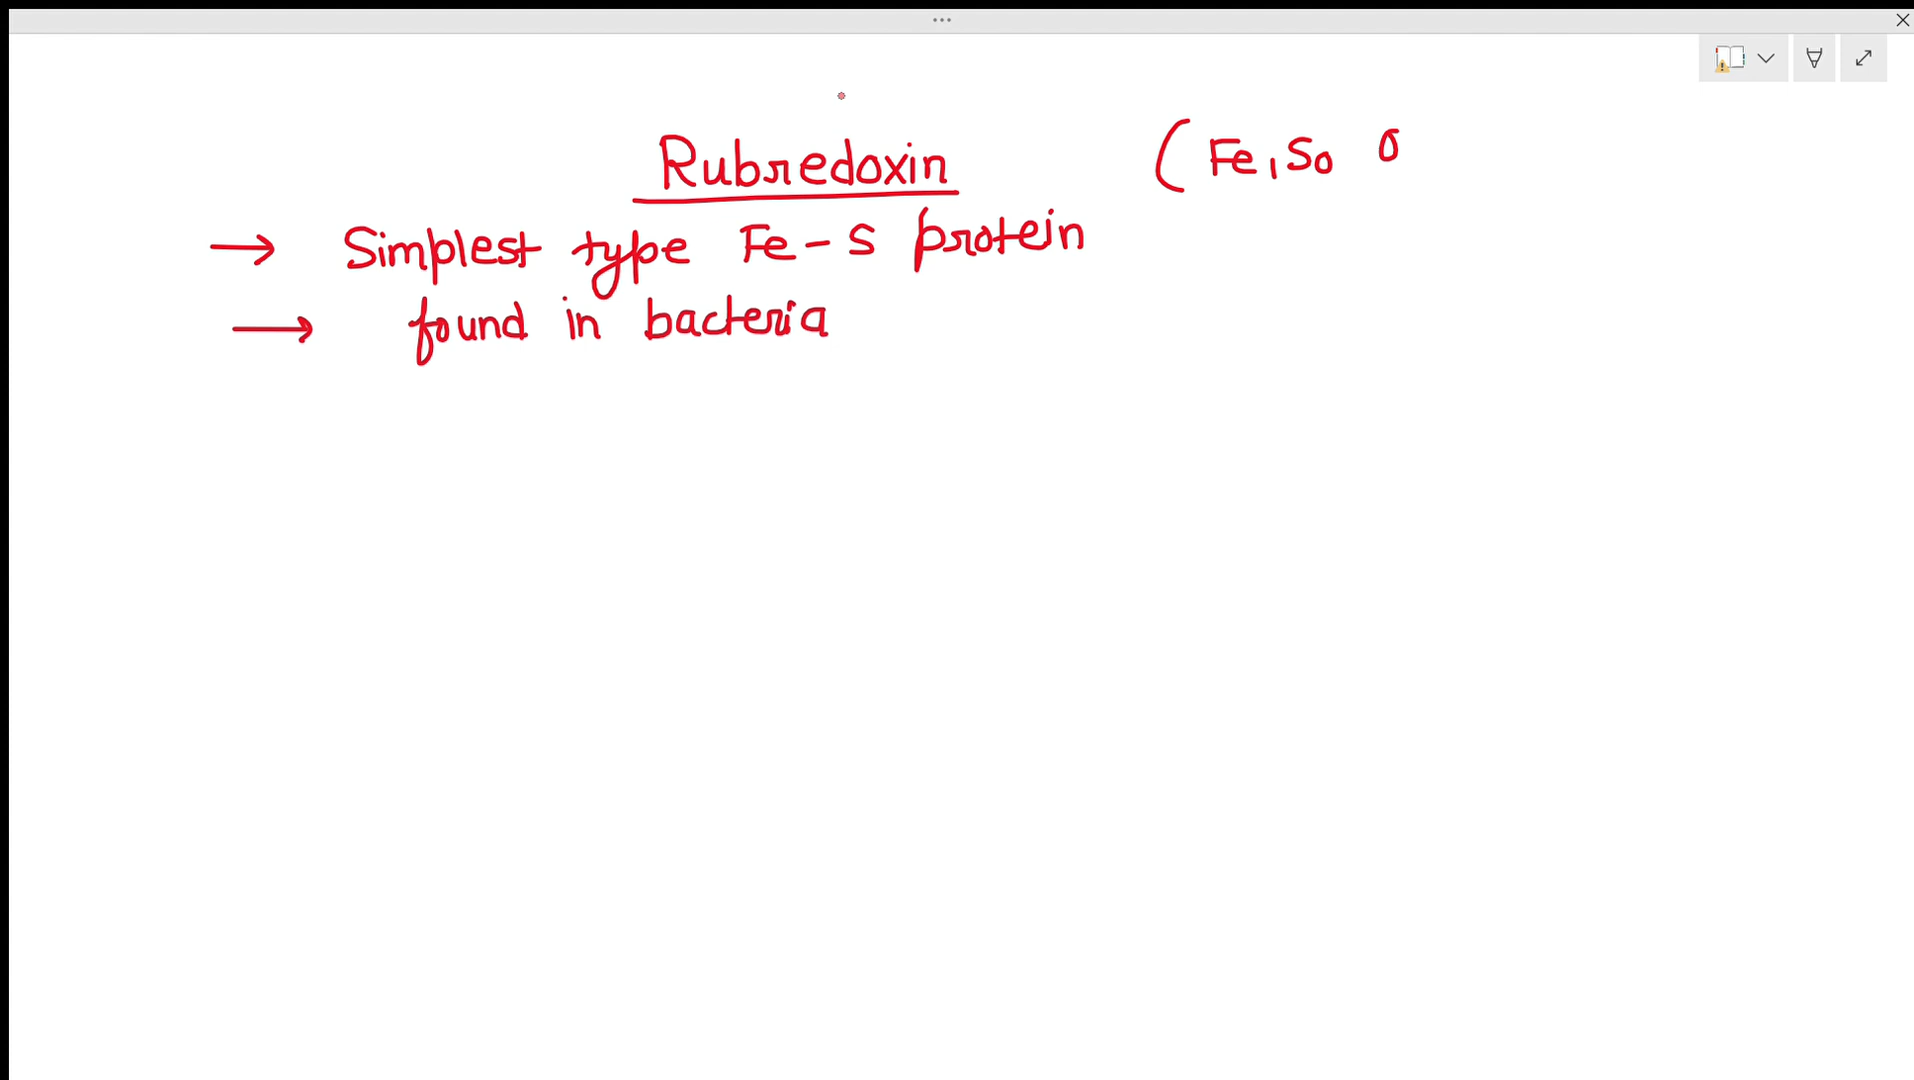 Rubredoxin (Fe1S0 0
→ Simplest type Fe-S protein
→ found in bacteria